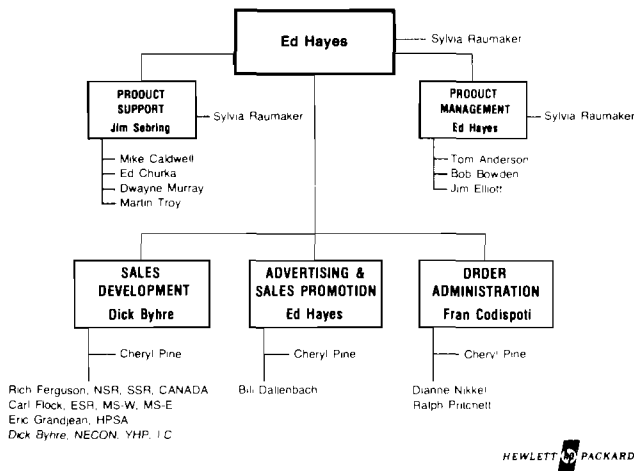 Ed Hayes
Sylvia Raumaker
PRODUCT
SUPPORT
Jim Sebring
Sylvia Raumaker
Mike Caldwell
Ed Churka
Dwayne Murray
Martin Troy
PRODUCT
MANAGEMENT
Ed Hayes
Sylvia Raumaker
Tom Anderson
Bob Bowden
Jim Elliott
SALES
DEVELOPMENT
Dick Byhre
Cheryl Pine
Rich Ferguson, NSR, SSR, CANADA
Carl Flock, ESR, MS-W, MS-E
Eric Grandjean, HPSA
Dick Byhre, NECON, YHP, I.C
ADVERTISING &
SALES PROMOTION
Ed Hayes
Cheryl Pine
Bill Dallenbach
ORDER
ADMINISTRATION
Fran Codispoti
Cheryl Pine
Dianne Nikkel
Ralph Pritchett
HEWLETT hp PACKARD